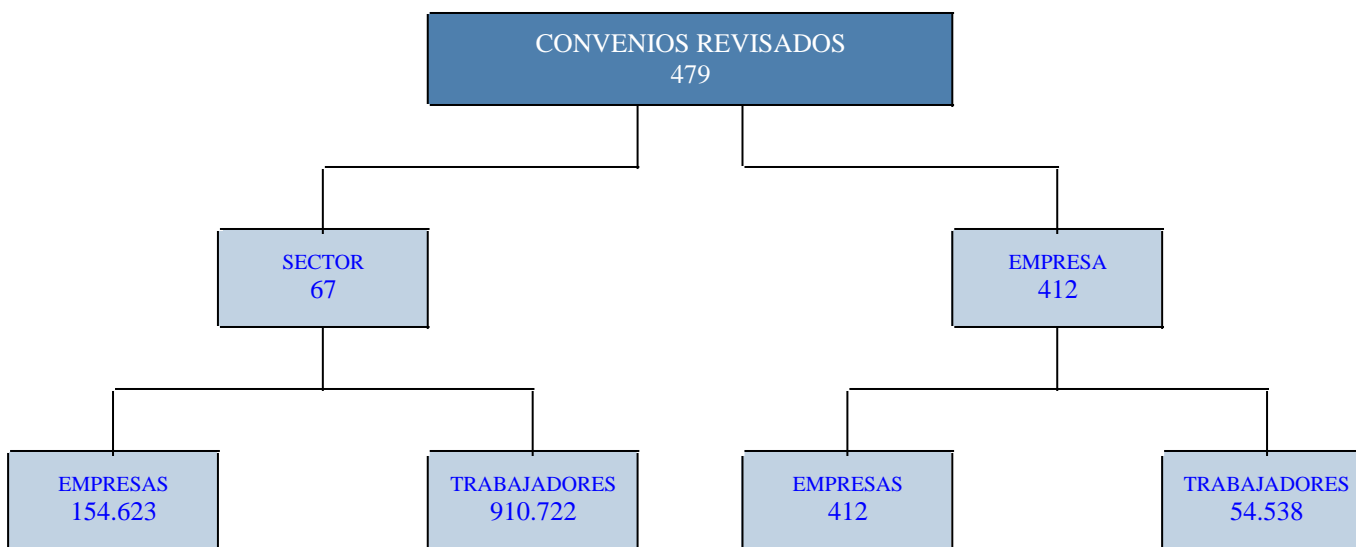 CONVENIOS REVISADOS
479
SECTOR
67
EMPRESA
412
EMPRESAS
154.623
TRABAJADORES
910.722
EMPRESAS
412
TRABAJADORES
54.538